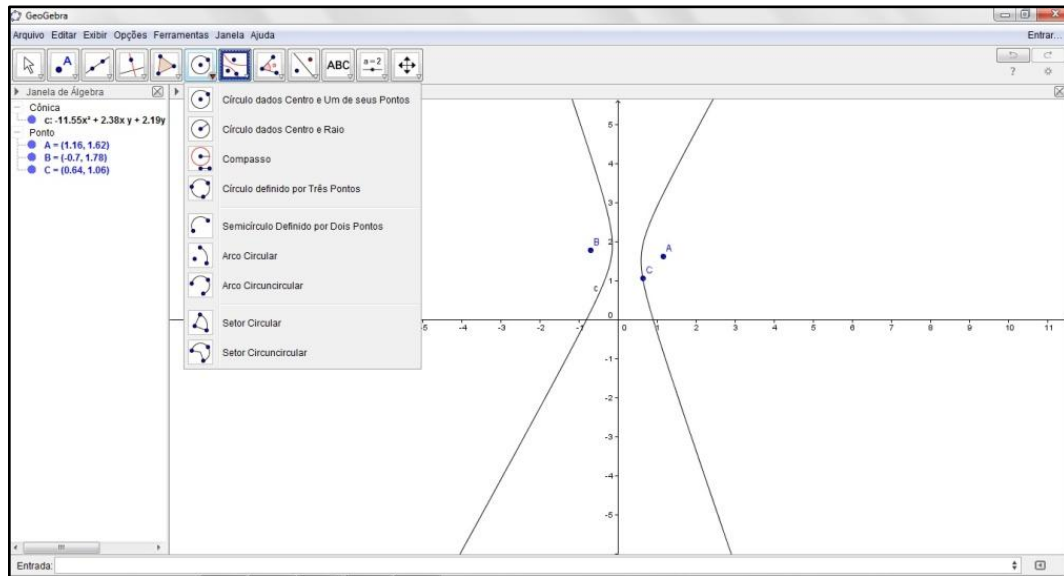 GeoGebra
Arquivo Editar Exibir Opções Ferramentas Janela Ajuda
Entrar...
ABC
a=2
?
Janela de Álgebra
Cônica
c: -11.55x² + 2.38x y + 2.19y
Ponto
A = (1.16, 1.62)
B = (-0.7, 1.78)
C = (0.64, 1.06)
Círculo dados Centro e Um de seus Pontos
Círculo dados Centro e Raio
Compasso
Círculo definido por Três Pontos
Semicírculo Definido por Dois Pontos
Arco Circular
Arco Circuncircular
Setor Circular
Setor Circuncircular
5
4
3
B
2
A
C
1
c
0
-5 -4 -3 -2 -1 0 1 2 3 4 5 6 7 8 9 10 11
-1
-2
-3
-4
-5
Entrada: